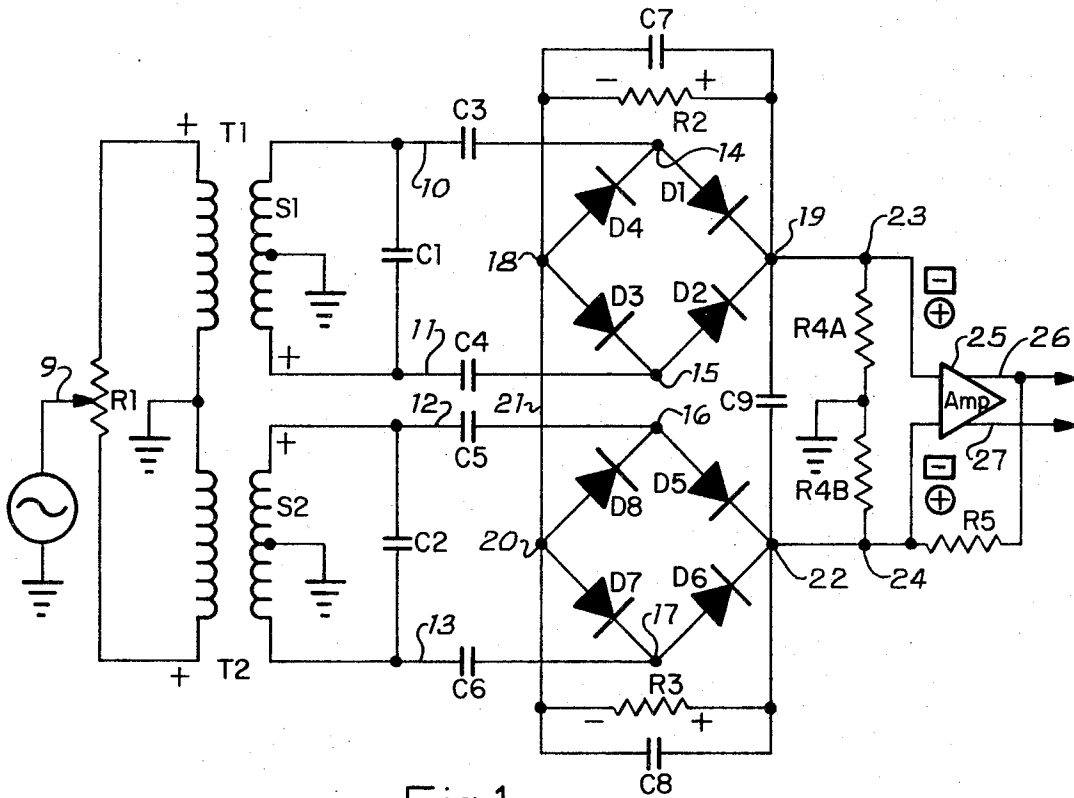 C7
− +
R2
+ T1
C3
14
10
D1
S1
D4
19
23
C1
18
D3
D2
−
+
R4A
25
26
9
+
11
C4
15
R1
12
21
C9
Amp
+
16
C5
27
−
+
D8
D5
R4B
S2
R5
C2
20
22
24
D7
D6
13
17
+ T2
C6
R3
− +
C8
Fig.1